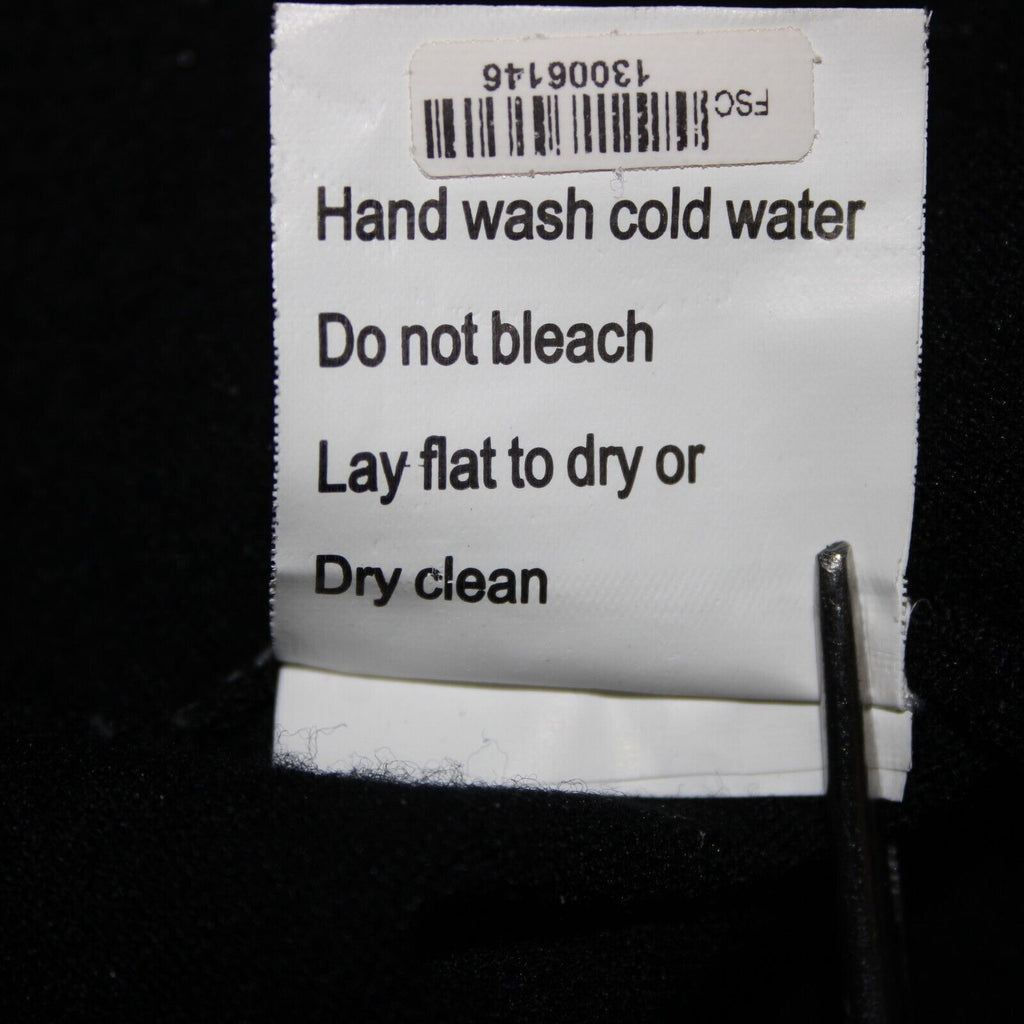 13006146
FSC
Hand wash cold water
Do not bleach
Lay flat to dry or
Dry clean